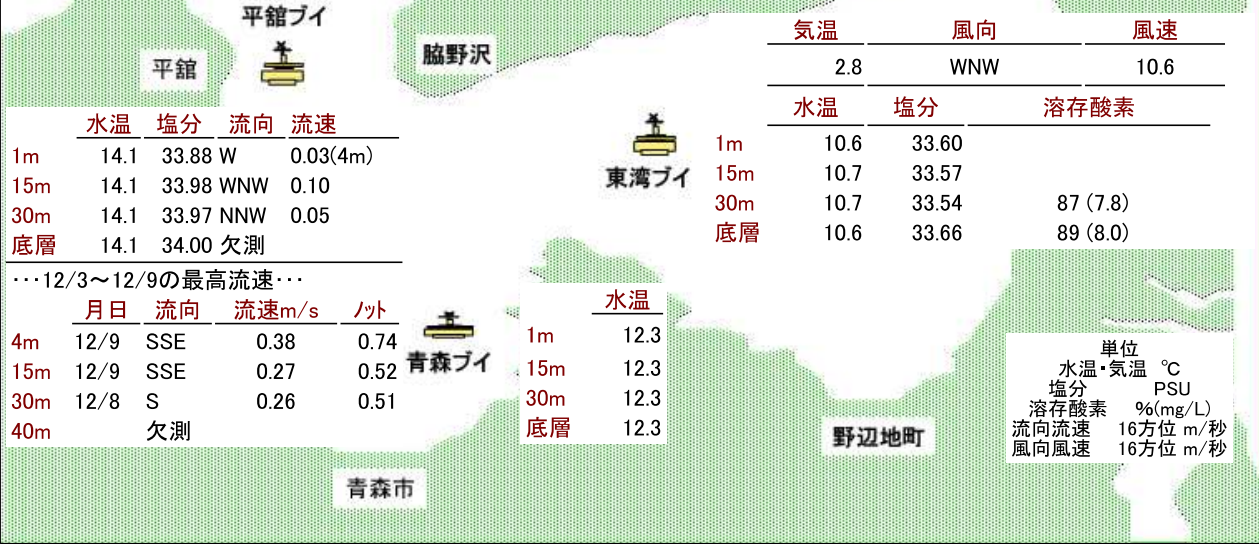 平舘ブイ
平舘
脇野沢
気温 風向 風速
2.8 WNW 10.6
水温 塩分 溶存酸素
1m 10.6 33.60
15m 10.7 33.57
30m 10.7 33.54 87 (7.8)
底層 10.6 33.66 89 (8.0)
東湾ブイ
水温 塩分 流向 流速
1m 14.1 33.88 W 0.03(4m)
15m 14.1 33.98 WNW 0.10
30m 14.1 33.97 NNW 0.05
底層 14.1 34.00 欠測
･･･12/3～12/9の最高流速･･･
月日 流向 流速m/s ﾉｯﾄ
4m 12/9 SSE 0.38 0.74
15m 12/9 SSE 0.27 0.52
30m 12/8 S 0.26 0.51
40m 欠測
青森ブイ
水温
1m 12.3
15m 12.3
30m 12.3
底層 12.3
単位
水温･気温 ℃
塩分 PSU
溶存酸素 %(mg/L)
流向流速 16方位 m/秒
風向風速 16方位 m/秒
野辺地町
青森市